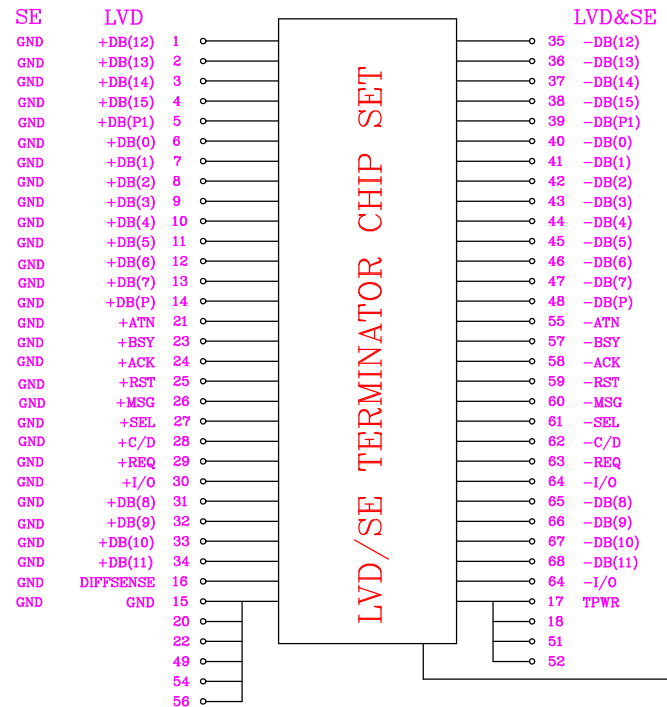 SE LVD LVD&SE
GND +DB(12) 1 35 -DB(12)
GND +DB(13) 2 36 -DB(13)
GND +DB(14) 3 37 -DB(14)
GND +DB(15) 4 38 -DB(15)
GND +DB(P1) 5 39 -DB(P1)
GND +DB(0) 6 40 -DB(0)
GND +DB(1) 7 41 -DB(1)
GND +DB(2) 8 42 -DB(2)
GND +DB(3) 9 43 -DB(3)
GND +DB(4) 10 44 -DB(4)
GND +DB(5) 11 45 -DB(5)
GND +DB(6) 12 46 -DB(6)
GND +DB(7) 13 47 -DB(7)
GND +DB(P) 14 48 -DB(P)
GND +ATN 21 55 -ATN
GND +BSY 23 57 -BSY
GND +ACK 24 58 -ACK
GND +RST 25 59 -RST
GND +MSG 26 60 -MSG
GND +SEL 27 61 -SEL
GND +C/D 28 62 -C/D
GND +REQ 29 63 -REQ
GND +I/O 30 64 -I/O
GND +DB(8) 31 65 -DB(8)
GND +DB(9) 32 66 -DB(9)
GND +DB(10) 33 67 -DB(10)
GND +DB(11) 34 68 -DB(11)
GND DIFFSENSE 16 64 -I/O
GND GND 15 17 TPWR
20 18
22 51
49 52
54
56
LVD/SE TERMINATOR CHIP SET